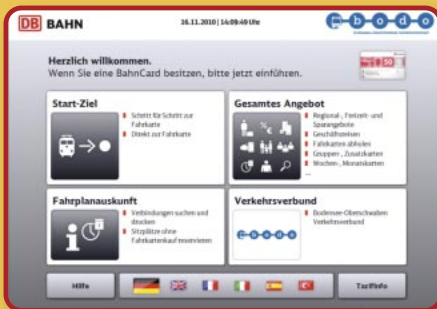 DB BAHN
16.11.2010 | 14:09:49 Uhr
bodo
Herzlich willkommen.
Wenn Sie eine BahnCard besitzen, bitte jetzt einführen.
50
Start-Ziel
Schritt für Schritt zur
Fahrkarte
Direkt zur Fahrkarte
Gesamtes Angebot
Regional-, Freizeit- und
Sparangebote
Geschäftsreisen
Fahrkarten abholen
Gruppen-, Zusatzkarten
Wochen-, Monatskarten
...
Fahrplanauskunft
Verbindungen suchen und
drucken
Sitzplätze ohne
Fahrkartenkauf reservieren
Verkehrsverbund
bodo
Bodensee-Oberschwaben
Verkehrsverbund
Hilfe
Tarifinfo